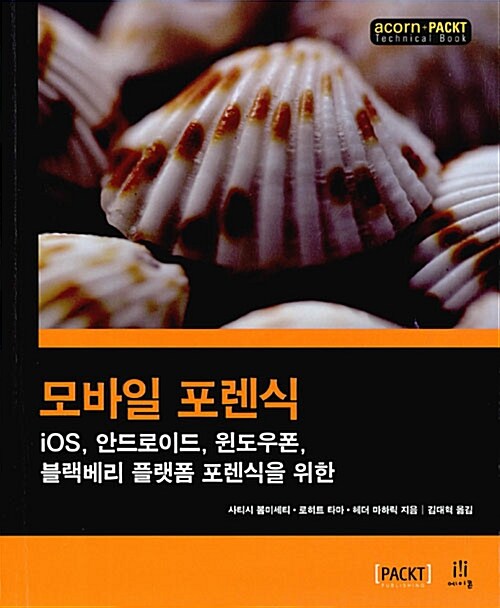 acorn+PACKT
Technical Book
모바일 포렌식
iOS, 안드로이드, 윈도우폰,
블랙베리 플랫폼 포렌식을 위한
사티시 봄미세티 • 로히트 타마 • 헤더 마하릭 지음 | 김대혁 옮김
[PACKT]
PUBLISHING
에이콘